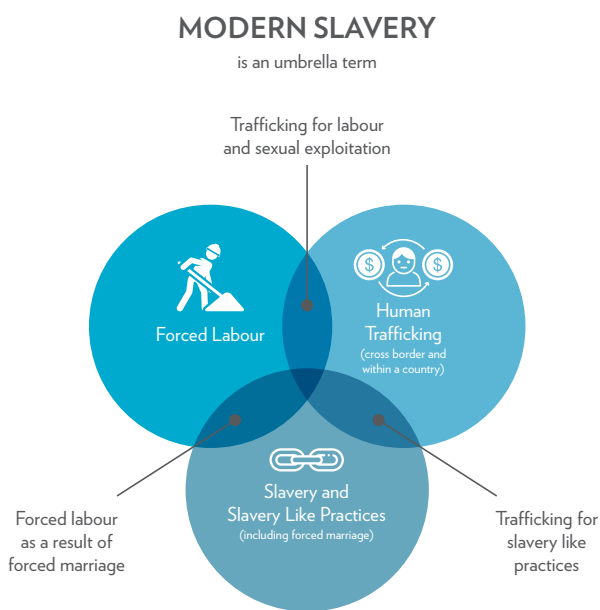 MODERN SLAVERY
is an umbrella term
Trafficking for labour
and sexual exploitation
$ $
Forced Labour
Human
Trafficking
(cross border and
within a country)
Slavery and
Slavery Like Practices
(including forced marriage)
Forced labour
as a result of
forced marriage
Trafficking for
slavery like
practices